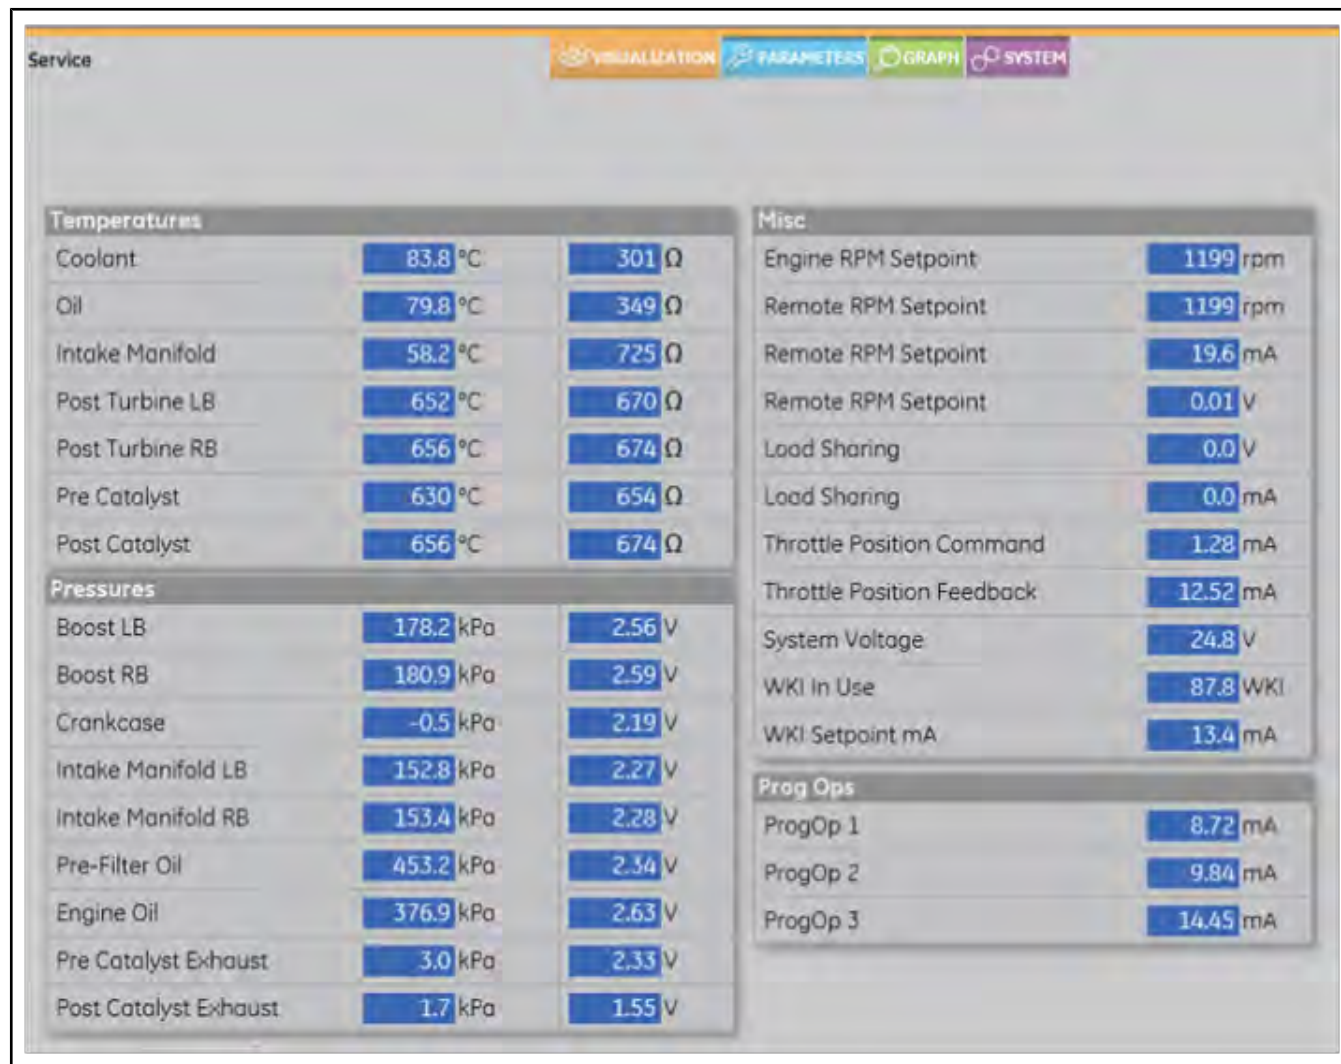 Service
VISUALIZATION PARAMETERS GRAPH SYSTEM
Temperatures
Coolant 83.8 °C 301 Ω
Oil 79.8 °C 349 Ω
Intake Manifold 58.2 °C 725 Ω
Post Turbine LB 652 °C 670 Ω
Post Turbine RB 656 °C 674 Ω
Pre Catalyst 630 °C 654 Ω
Post Catalyst 656 °C 674 Ω
Pressures
Boost LB 178.2 kPa 2.56 V
Boost RB 180.9 kPa 2.59 V
Crankcase -0.5 kPa 2.19 V
Intake Manifold LB 152.8 kPa 2.27 V
Intake Manifold RB 153.4 kPa 2.28 V
Pre-Filter Oil 453.2 kPa 2.34 V
Engine Oil 376.9 kPa 2.63 V
Pre Catalyst Exhaust 3.0 kPa 2.33 V
Post Catalyst Exhaust 1.7 kPa 1.55 V
Misc
Engine RPM Setpoint 1199 rpm
Remote RPM Setpoint 1199 rpm
Remote RPM Setpoint 19.6 mA
Remote RPM Setpoint 0.01 V
Load Sharing 0.0 V
Load Sharing 0.0 mA
Throttle Position Command 1.28 mA
Throttle Position Feedback 12.52 mA
System Voltage 24.8 V
WKI In Use 87.8 WKI
WKI Setpoint mA 13.4 mA
Prog Ops
ProgOp 1 8.72 mA
ProgOp 2 9.84 mA
ProgOp 3 14.45 mA